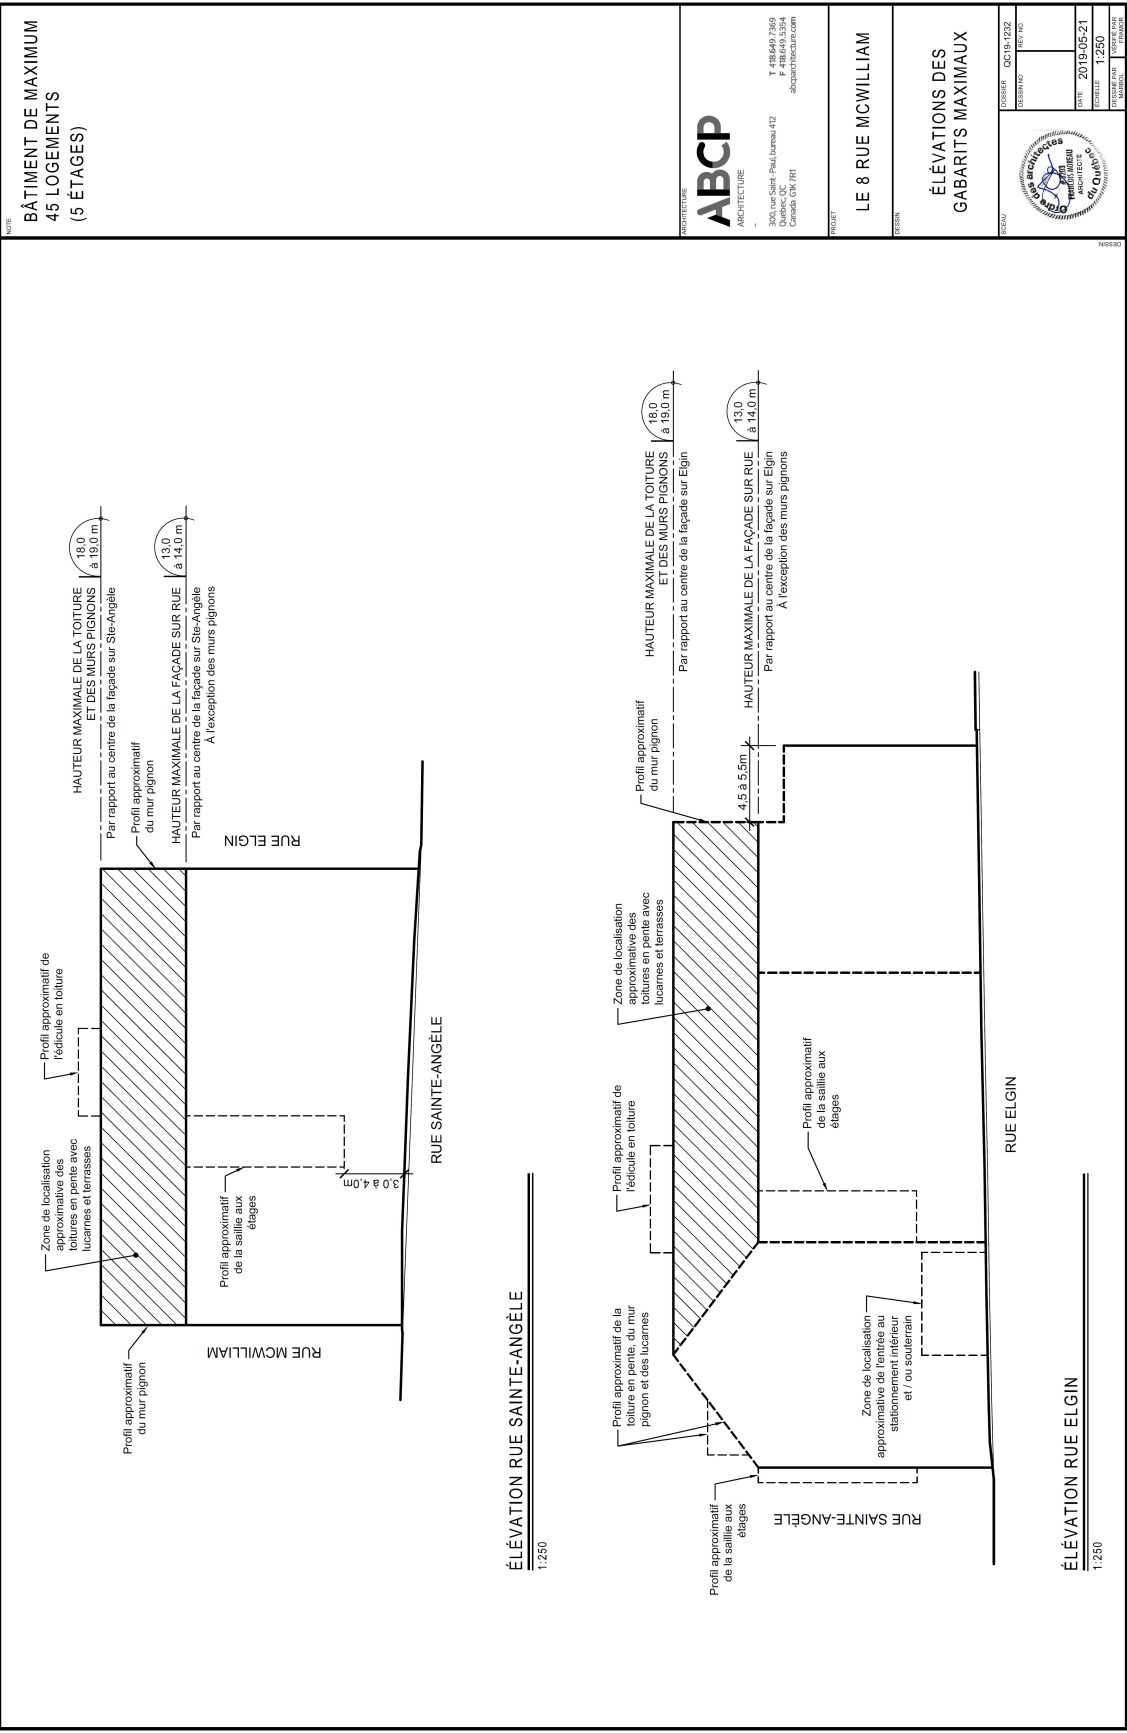 NOTE
BÂTIMENT DE MAXIMUM
45 LOGEMENTS
(5 ÉTAGES)
ARCHITECTURE
ABCP
ARCHITECTURE
300, rue Saint-Paul, bureau 412
Québec, QC
Canada G1K 7R1
T 418.649.7369
F 418.649.5354
abcparchitecture.com
PROJET
LE 8 RUE MCWILLIAM
DESSIN
ÉLÉVATIONS DES
GABARITS MAXIMAUX
SCEAU
Ordre des architectes
du Québec
FRANÇOIS MOREAU
ARCHITECTE
DOSSIER
QC19-1232
DESSIN NO.
REV. NO.
DATE
2019-05-21
ÉCHELLE
1:250
DESSINÉ PAR
MARBOL
VÉRIFIÉ PAR
FRAMOR
DESSIN
Zone de localisation
approximative des
toitures en pente avec
lucarnes et terrasses
Profil approximatif de
l'édicule en toiture
HAUTEUR MAXIMALE DE LA TOITURE
ET DES MURS PIGNONS
Par rapport au centre de la façade sur Ste-Angèle
18,0
à 19,0 m
Profil approximatif
du mur pignon
Profil approximatif
du mur pignon
HAUTEUR MAXIMALE DE LA FAÇADE SUR RUE
Par rapport au centre de la façade sur Ste-Angèle
À l'exception des murs pignons
13,0
à 14,0 m
RUE MCWILLIAM
Profil approximatif
de la saillie aux
étages
3,0 à 4,0m
RUE ELGIN
RUE SAINTE-ANGÈLE
ÉLÉVATION RUE SAINTE-ANGÈLE
1:250
Profil approximatif de la
toiture en pente, du mur
pignon et des lucarnes
Profil approximatif de
l'édicule en toiture
Zone de localisation
approximative des
toitures en pente avec
lucarnes et terrasses
Profil approximatif
du mur pignon
HAUTEUR MAXIMALE DE LA TOITURE
ET DES MURS PIGNONS
Par rapport au centre de la façade sur Elgin
18,0
à 19,0 m
4,5 à 5,5m
HAUTEUR MAXIMALE DE LA FAÇADE SUR RUE
Par rapport au centre de la façade sur Elgin
À l'exception des murs pignons
13,0
à 14,0 m
Profil approximatif
de la saillie aux
étages
RUE SAINTE-ANGÈLE
Zone de localisation
approximative de l'entrée au
stationnement intérieur
et / ou souterrain
Profil approximatif
de la saillie aux
étages
RUE ELGIN
ÉLÉVATION RUE ELGIN
1:250